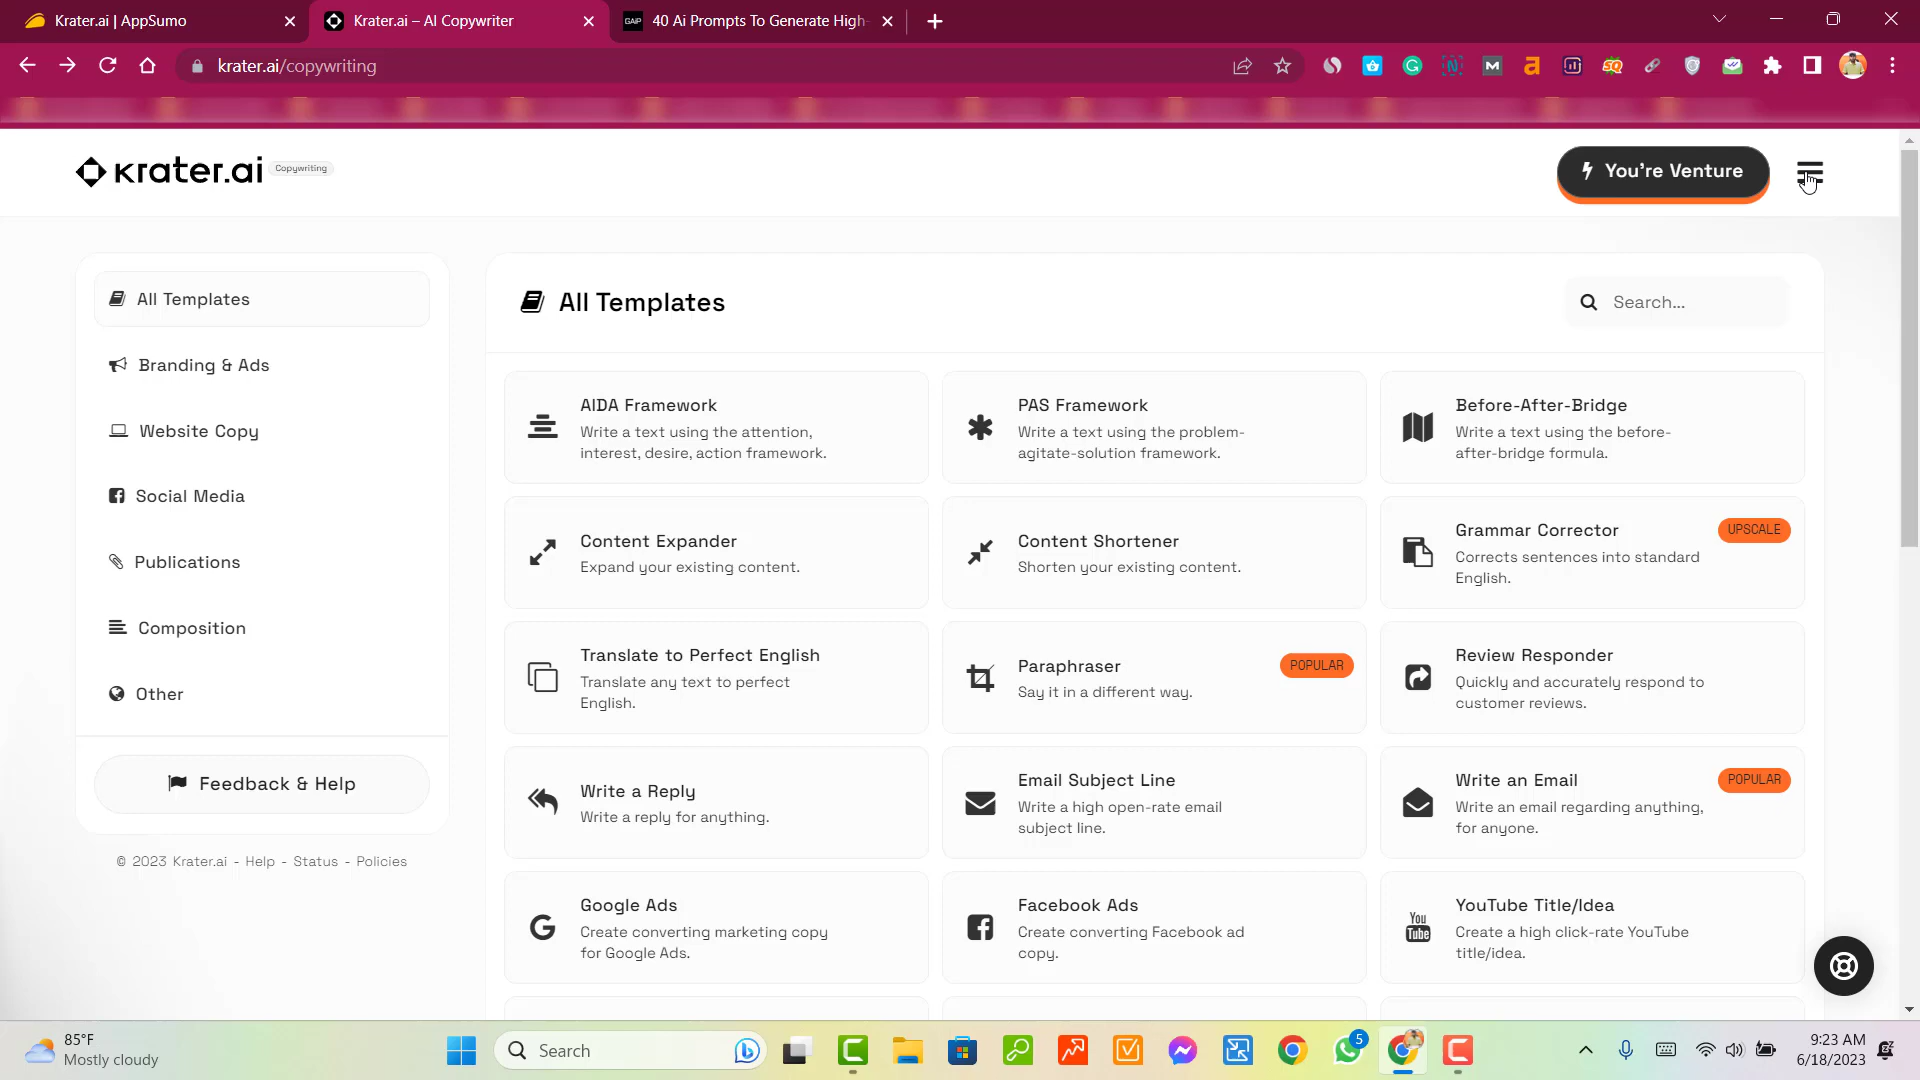 Krater.ai | AppSumo
Krater.ai – AI Copywriter
GAIP
40 Ai Prompts To Generate High-
krater.ai/copywriting
krater.ai
Copywriting
You're Venture
All Templates
Branding & Ads
Website Copy
Social Media
Publications
Composition
Other
Feedback & Help
© 2023 Krater.ai - Help - Status - Policies
All Templates
Search...
AIDA Framework
Write a text using the attention,
interest, desire, action framework.
PAS Framework
Write a text using the problem-
agitate-solution framework.
Before-After-Bridge
Write a text using the before-
after-bridge formula.
Content Expander
Expand your existing content.
Content Shortener
Shorten your existing content.
Grammar Corrector
UPSCALE
Corrects sentences into standard
English.
Translate to Perfect English
Translate any text to perfect
English.
Paraphraser
POPULAR
Say it in a different way.
Review Responder
Quickly and accurately respond to
customer reviews.
Write a Reply
Write a reply for anything.
Email Subject Line
Write a high open-rate email
subject line.
Write an Email
POPULAR
Write an email regarding anything,
for anyone.
Google Ads
Create converting marketing copy
for Google Ads.
Facebook Ads
Create converting Facebook ad
copy.
You
Tube
YouTube Title/Idea
Create a high click-rate YouTube
title/idea.
85°F
Mostly cloudy
Search
5
9:23 AM
6/18/2023